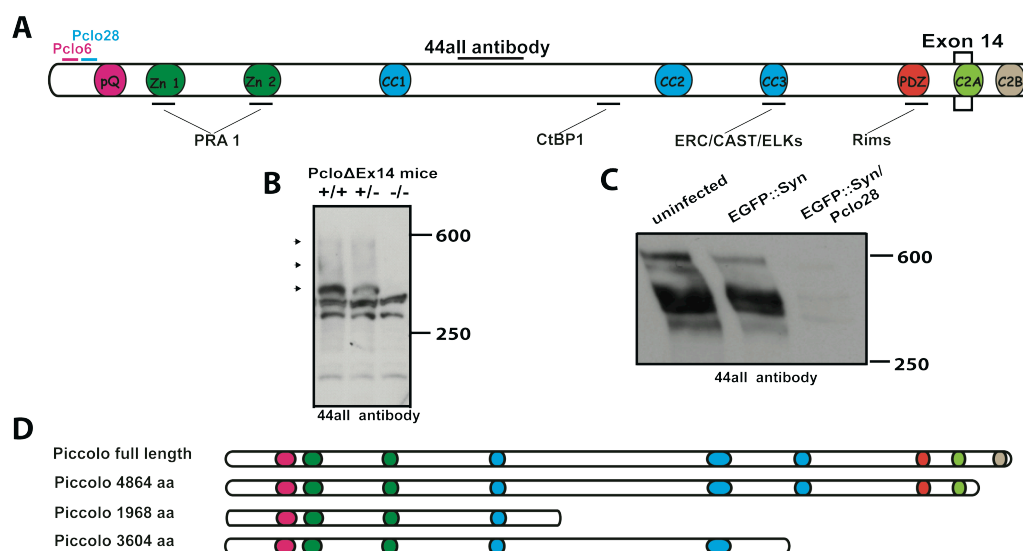 A
Pclo28
Pclo6
44all antibody
Exon 14
pQ Zn 1 Zn 2 CC1 CC2 CC3 PDZ C2A C2B
PRA 1 CtBP1 ERC/CAST/ELKs Rims
B
PcloΔEx14 mice
+/+ +/- -/-
600
250
44all antibody
C
uninfected
EGFP::Syn
EGFP::Syn/
Pclo28
600
250
44all antibody
D
Piccolo full length
Piccolo 4864 aa
Piccolo 1968 aa
Piccolo 3604 aa